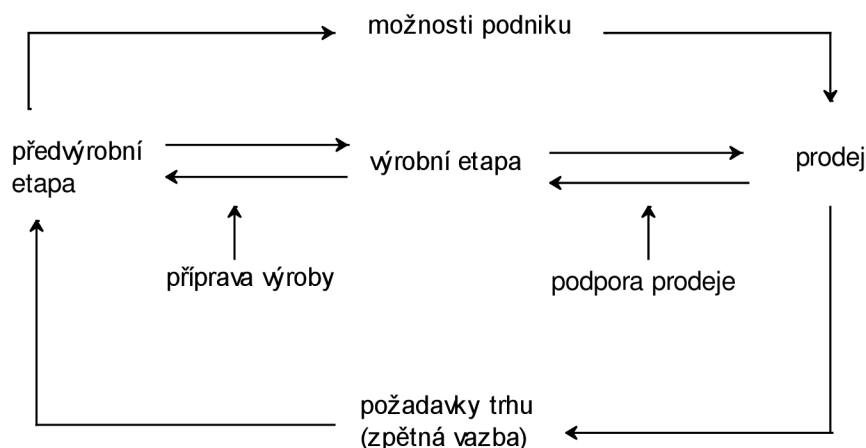 možnosti podniku
předvýrobní
etapa
výrobní etapa
prodej
příprava výroby
podpora prodeje
požadavky trhu
(zpětná vazba)